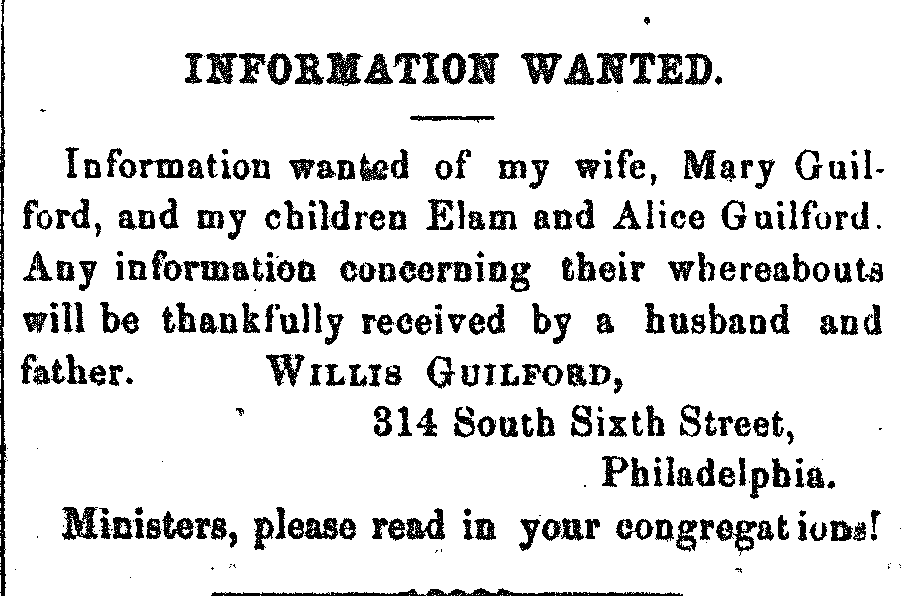 INFORMATION WANTED.
Information wanted of my wife, Mary Guil-
ford, and my children Elam and Alice Guilford.
Any information concerning their whereabouts
will be thankfully received by a husband and
father. WILLIS GUILFORD,
314 South Sixth Street,
Philadelphia.
Ministers, please read in your congregations!